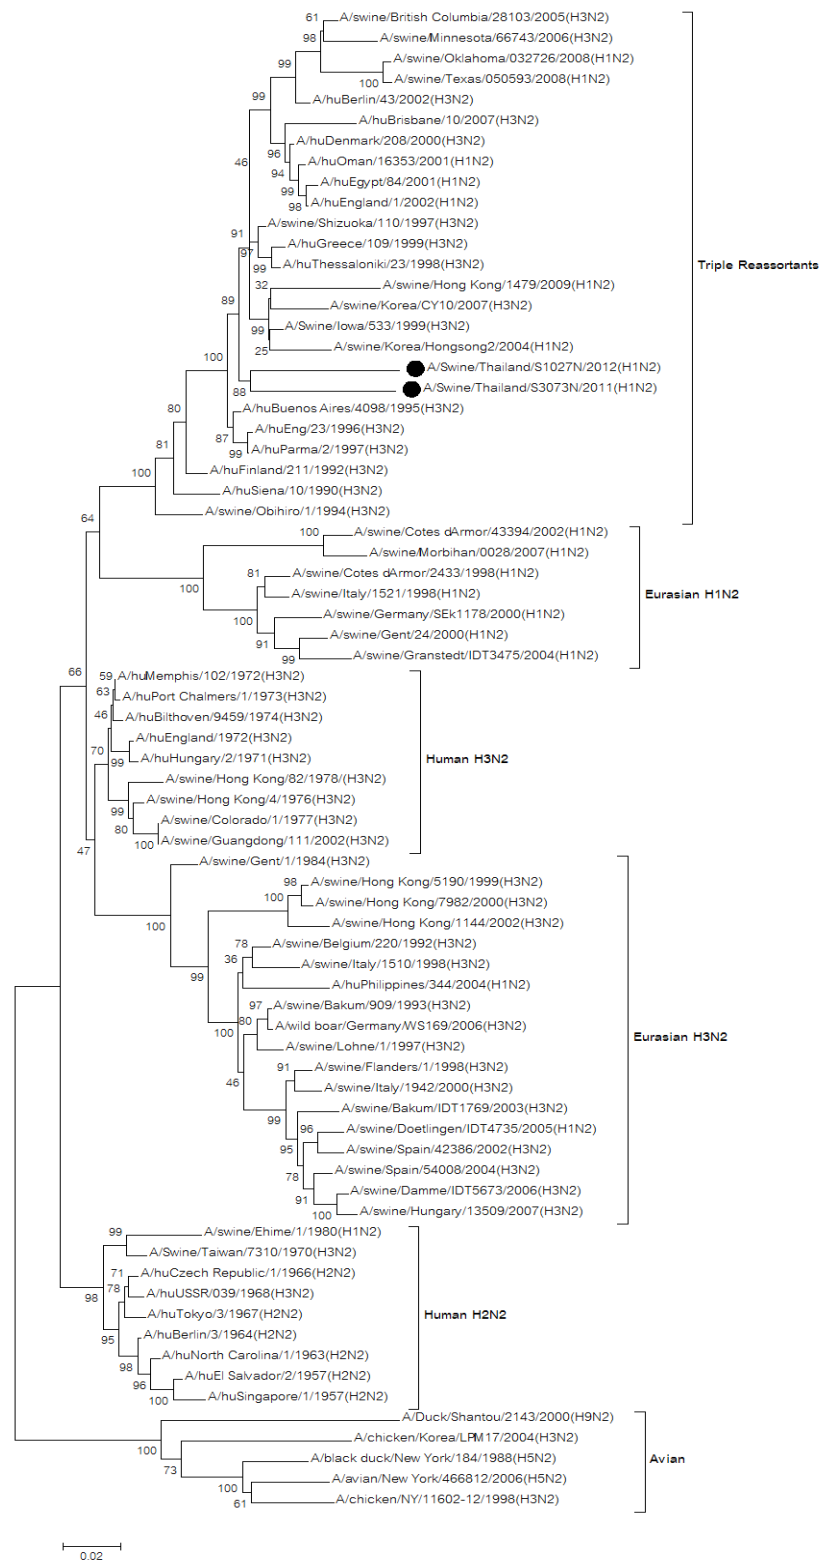 61 A/swine/British Columbia/28103/2005(H3N2)
98 A/swine/Minnesota/66743/2006(H3N2)
A/swine/Oklahoma/032726/2008(H1N2)
99
100 A/swine/Texas/050593/2008(H1N2)
99 A/huBerlin/43/2002(H3N2)
A/huBrisbane/10/2007(H3N2)
A/huDenmark/208/2000(H3N2)
96
46 A/huOman/16353/2001(H1N2)
94
A/huEgypt/84/2001(H1N2)
99
98 A/huEngland/1/2002(H1N2)
A/swine/Shizuoka/110/1997(H3N2)
91
A/huGreece/109/1999(H3N2)
97
99 A/huThessaloniki/23/1998(H3N2)
Triple Reassortants
32 A/swine/Hong Kong/1479/2009(H1N2)
89 A/swine/Korea/CY10/2007(H3N2)
99 A/Swine/Iowa/533/1999(H3N2)
25 A/swine/Korea/Hongsong2/2004(H1N2)
100
A/Swine/Thailand/S1027N/2012(H1N2)
88 A/Swine/Thailand/S3073N/2011(H1N2)
80 A/huBuenos Aires/4098/1995(H3N2)
A/huEng/23/1996(H3N2)
87
81 99 A/huParma/2/1997(H3N2)
A/huFinland/211/1992(H3N2)
100
A/huSiena/10/1990(H3N2)
64 A/swine/Obihiro/1/1994(H3N2)
100 A/swine/Cotes dArmor/43394/2002(H1N2)
A/swine/Morbihan/0028/2007(H1N2)
81 A/swine/Cotes dArmor/2433/1998(H1N2)
100
A/swine/Italy/1521/1998(H1N2)
Eurasian H1N2
A/swine/Germany/SEk1178/2000(H1N2)
100
A/swine/Gent/24/2000(H1N2)
91
99 A/swine/Granstedt/IDT3475/2004(H1N2)
66
59 A/huMemphis/102/1972(H3N2)
63 A/huPort Chalmers/1/1973(H3N2)
46 A/huBilthoven/9459/1974(H3N2)
A/huEngland/1972(H3N2)
70
99 A/huHungary/2/1971(H3N2)
Human H3N2
A/swine/Hong Kong/82/1978/(H3N2)
99 A/swine/Hong Kong/4/1976(H3N2)
A/swine/Colorado/1/1977(H3N2)
80
100 A/swine/Guangdong/111/2002(H3N2)
47
A/swine/Gent/1/1984(H3N2)
98 A/swine/Hong Kong/5190/1999(H3N2)
100
A/swine/Hong Kong/7982/2000(H3N2)
100 A/swine/Hong Kong/1144/2002(H3N2)
78 A/swine/Belgium/220/1992(H3N2)
36 A/swine/Italy/1510/1998(H3N2)
99
A/huPhilippines/344/2004(H1N2)
97 A/swine/Bakum/909/1993(H3N2)
80 A/wild boar/Germany/WS169/2006(H3N2)
100
Eurasian H3N2
A/swine/Lohne/1/1997(H3N2)
91 A/swine/Flanders/1/1998(H3N2)
46 A/swine/Italy/1942/2000(H3N2)
A/swine/Bakum/IDT1769/2003(H3N2)
99
96 A/swine/Doetlingen/IDT4735/2005(H1N2)
95 A/swine/Spain/42386/2002(H3N2)
78 A/swine/Spain/54008/2004(H3N2)
A/swine/Damme/IDT5673/2006(H3N2)
91
100 A/swine/Hungary/13509/2007(H3N2)
99 A/swine/Ehime/1/1980(H1N2)
A/Swine/Taiwan/7310/1970(H3N2)
71 A/huCzech Republic/1/1966(H2N2)
78
98 A/huUSSR/039/1968(H3N2)
A/huTokyo/3/1967(H2N2)
Human H2N2
95 A/huBerlin/3/1964(H2N2)
A/huNorth Carolina/1/1963(H2N2)
98
A/huEl Salvador/2/1957(H2N2)
96
100 A/huSingapore/1/1957(H2N2)
A/Duck/Shantou/2143/2000(H9N2)
A/chicken/Korea/LPM17/2004(H3N2)
100
A/black duck/New York/184/1988(H5N2)
Avian
73
A/avian/New York/466812/2006(H5N2)
100
61 A/chicken/NY/11602-12/1998(H3N2)
0.02